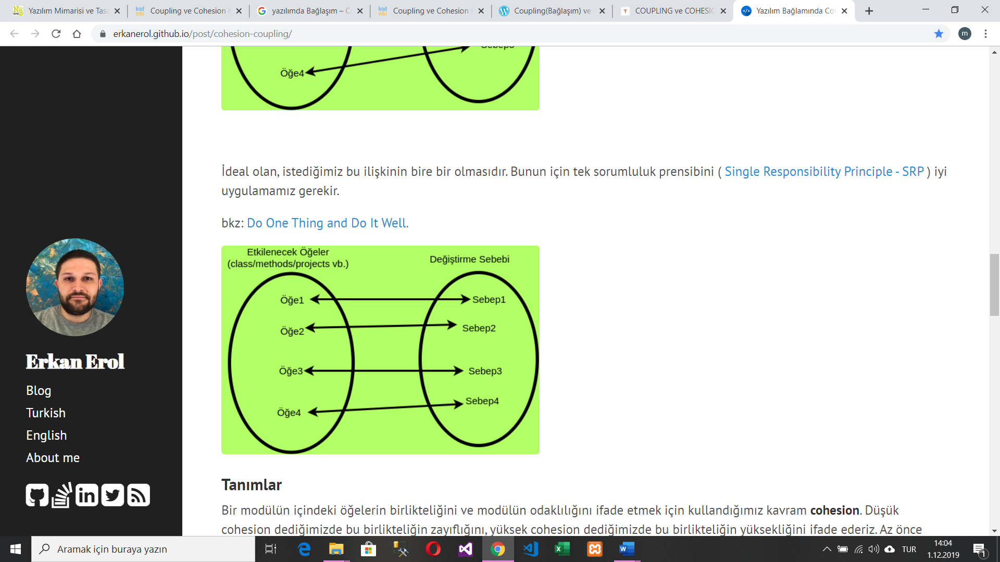 Yazılım Mimarisi ve Tas
Coupling ve Cohesion
yazılımda Bağlaşım – C
Coupling ve Cohesion
Coupling(Bağlaşım) ve
COUPLING ve COHESIO
Yazılım Bağlamında Co
erkanerol.github.io/post/cohesion-coupling/
m
Öğe4
İdeal olan, istediğimiz bu ilişkinin bire bir olmasıdır. Bunun için tek sorumluluk prensibini ( Single Responsibility Principle - SRP ) iyi
uygulamamız gerekir.
bkz: Do One Thing and Do It Well.
Etkilenecek Öğeler
(class/methods/projects vb.)
Değiştirme Sebebi
Öğe1 Sebep1
Öğe2 Sebep2
Öğe3 Sebep3
Öğe4 Sebep4
Erkan Erol
Blog
Turkish
English
About me
Tanımlar
Bir modülün içindeki öğelerin birlikteliğini ve modülün odaklılığını ifade etmek için kullandığımız kavram cohesion. Düşük
cohesion dediğimizde bu birlikteliğin zayıflığını, yüksek cohesion dediğimizde bu birlikteliğin yüksekliğini ifade ederiz. Az önce
Aramak için buraya yazın
TUR
14:04
1.12.2019
1